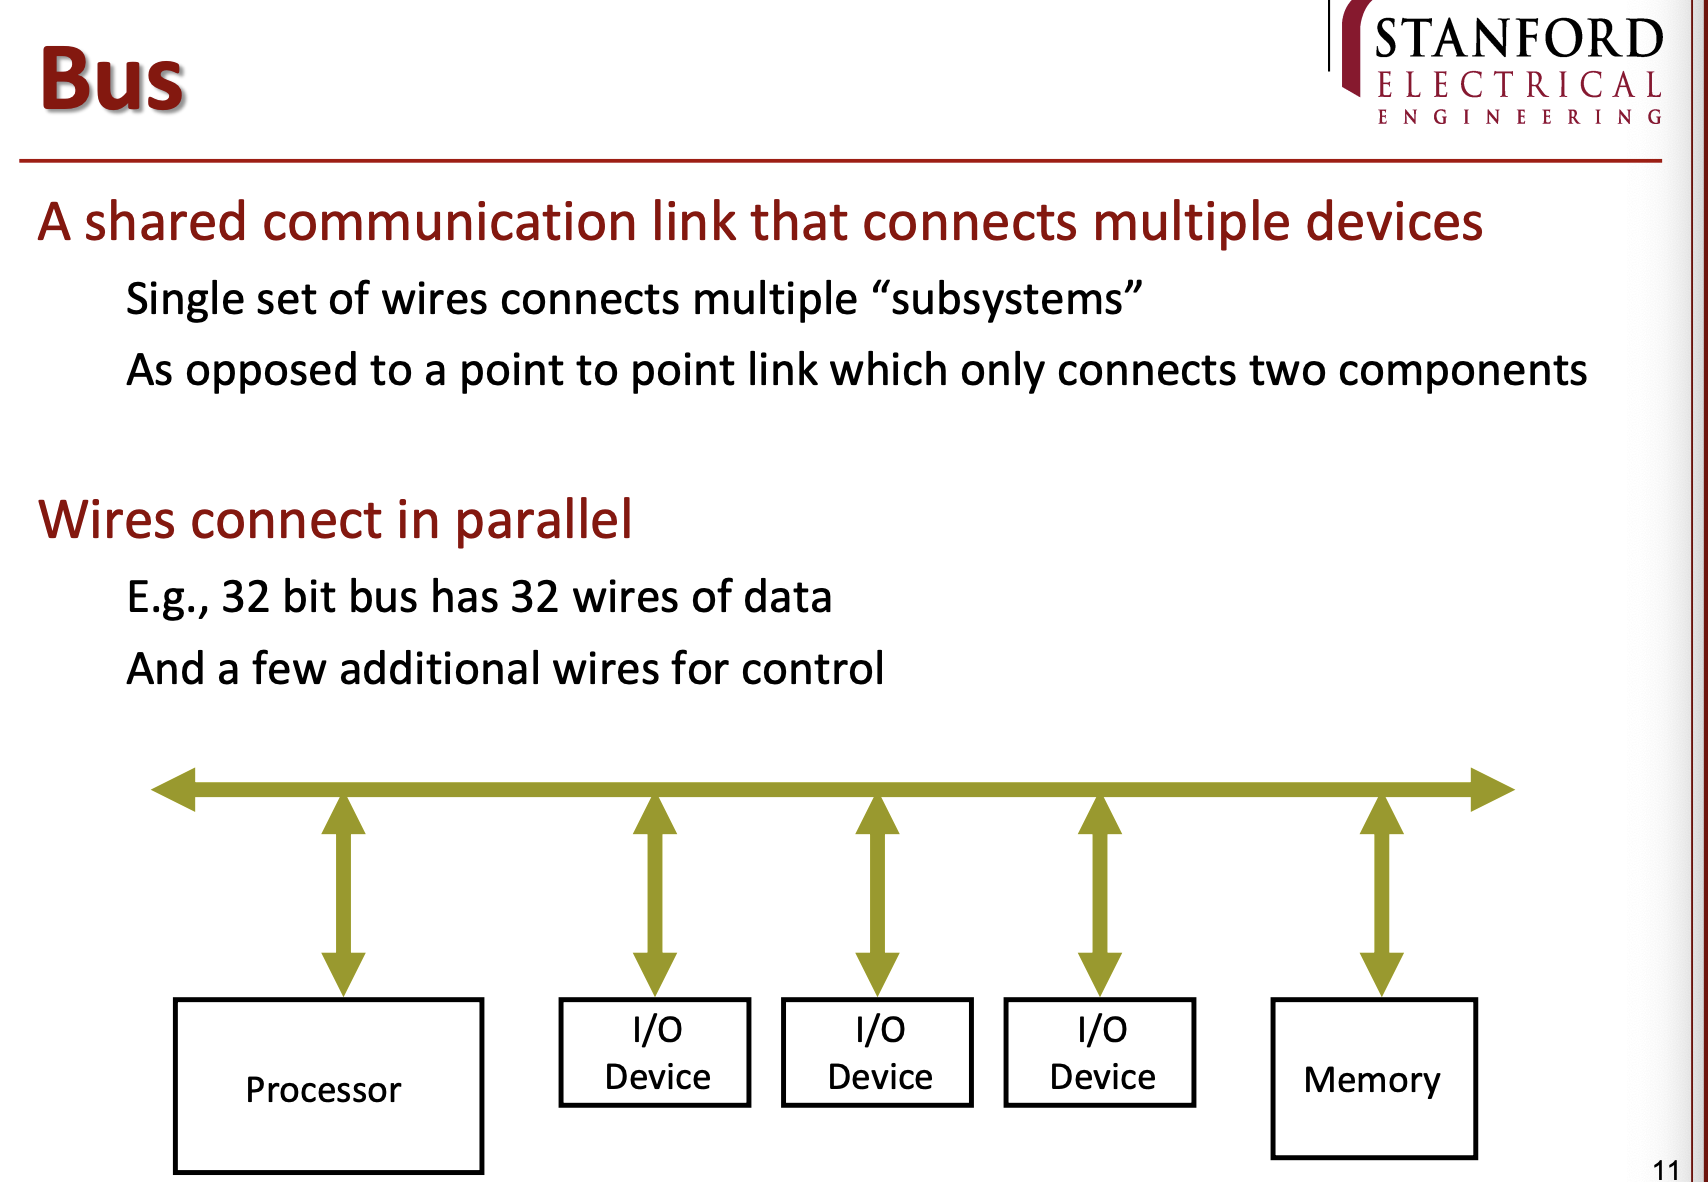 Bus
STANFORD
ELECTRICAL
ENGINEERING
A shared communication link that connects multiple devices
Single set of wires connects multiple “subsystems”
As opposed to a point to point link which only connects two components
Wires connect in parallel
E.g., 32 bit bus has 32 wires of data
And a few additional wires for control
Processor
I/O
Device
I/O
Device
I/O
Device
Memory
11